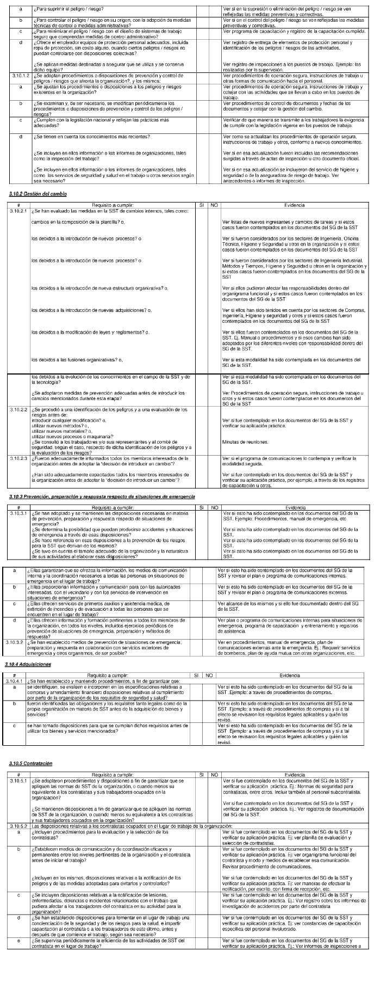 a ¿Para suprimir el peligro / riesgo? Ver si en la supresión o eliminación del peligro / riesgo se ven
reflejadas las medidas preventivas y correctivas.
b ¿Para controlar el peligro / riesgo en su origen, con la adopción de medidas Ver si en el control del peligro / riesgo se ven reflejadas las medidas
técnicas de control o medidas administrativas? preventivas y correctivas.
c ¿Para minimizar el peligro / riesgo con el diseño de sistemas de trabajo Ver programa de capacitación y registro de la capacitación cumplida.
seguro que comprendan medidas de control administrativo?
d ¿Ofrece el empleador equipos de protección personal adecuados, incluida Ver registro de entrega de elementos de protección personal y
ropa de protección, sin costo alguno, cuando ciertos peligros / riesgos no identificación de los peligros / riesgos de las actividades.
puedan controlarse con disposiciones colectivas?
¿Se aplican medidas destinadas a asegurar que se utiliza y se conserva Ver registro de inspecciones a los puestos de trabajo. Ejemplo: las
dicho equipo? realizadas por la supervisión.
3.10.1.2 ¿Se adoptan procedimientos o disposiciones de prevención y control de Ver procedimientos de operación segura, instrucciones de trabajo u
peligros / riesgos que afronta la organización?, y los mismos: otras formas de comunicación hacia el personal.
a ¿Se ajustan los procedimientos o disposiciones a los peligros y riesgos Ver procedimientos de operación segura, instrucciones de trabajo y
existentes en la organización? cotejar con las actividades que se llevan a cabo en los puestos de
trabajo.
b ¿Se examinan y, de ser necesario, se modifican periódicamente los Ver procedimientos de control de documentos y fechas de los
procedimientos o disposiciones de prevención y control de los peligros / documentos y cotejar con la gestión del cambio.
riesgos?
c ¿Cumplen con la legislación nacional y reflejan las prácticas más Verificar de que manera se transmite a los trabajadores la exigencia
adecuadas? de cumplir con la legislación vigente en los puestos de trabajo.
d ¿Se tienen en cuenta los conocimientos más recientes? Ver como se actualizan los procedimientos de operación segura,
instrucciones de trabajo y otros, conforme a nuevos conocimientos.
¿Se incluyen en ellos información o los informes de organizaciones, tales Ver si en esa actualización fueron incluidas las recomendaciones
como la inspección del trabajo? surgidas a través de actas de inspección u otro documento oficial.
¿Se incluyen en ellos información o los informes de organizaciones, tales Ver si en esa actualización se incluyeron del servicio de higiene y
como los servicios de seguridad y salud en el trabajo u otros servicios según seguridad o de la aseguradora de riesgo de trabajo. Ver
sea necesario? antecedentes o informes de inspección.
3.10.2 Gestión del cambio
# Requisito a cumplir: SI NO Evidencia
3.10.2.1 ¿Se han evaluado las medidas en la SST de cambios internos, tales como:
cambios en la composición de la plantilla? o, Ver listas de nuevos ingresantes y cambios de tareas y si estos
casos fueron contemplados en los documentos del SG de la SST
los debidos a la introducción de nuevos procesos? o Ver si fueron considerados por los sectores de Ingeniería, Oficina
Técnica, Higiene y Seguridad u otros en la organización y si estos
casos fueron contemplados en los documentos del SG de la SST
los debidos a la introducción de nuevos procesos? o Ver si fueron considerados por los sectores de Ingeniería Industrial,
Métodos y Tiempos, Higiene y Seguridad u otros en la organización y
si estos casos fueron contemplados en los documentos del SG de la
SST
los debidos a la introducción de nueva estructura organizativa? o, Ver si ellos pudieron afectar las responsabilidades dentro del
organigrama funcional y si estos casos fueron contemplados en los
documentos del SG de la SST
los debidos a la introducción de nuevas adquisiciones? o, Ver si ellos han sido tenidos en cuenta por los sectores de Compras,
Ingeniería, Higiene y seguridad y otros y si estos casos fueron
contemplados en los documentos del SG de la SST
los debidos a la modificación de leyes y reglamentos? o, Ver si ellos fueron contemplados en los documentos del SG de la
SST. Ej. Manual o procedimientos y si esos cambios han sido
adoptados por los diferentes niveles con responsabilidad dentro del
SG de la SST.
los debidos a las fusiones organizativas? o, Ver si esta modalidad ha sido contemplada en los documentos del
SG de la SST.
los debidos a la evolución de los conocimientos en el campo de la SST y de Ver si esta modalidad ha sido contemplada en los documentos del
la tecnología? SG de la SST.
¿Se adoptaron medidas de prevención adecuadas antes de introducir los Ver Procedimientos de operación segura, instrucciones de trabajo u
cambios mencionados durante esta etapa? otros y si estos casos fueron contemplados en los documentos del
SG de la SST
3.10.2.2 ¿Se procedió a una identificación de los peligros y a una evaluación de los
riesgos antes de:
introducir cualquier modificación? o, Ver si fue contemplado en los documentos del SG de la SST y
utilizar nuevos métodos? o, verificar su aplicación práctica.
utilizar nuevos materiales? o,
utilizar nuevos procesos o maquinaria?
¿Se consultó a los trabajadores y/o sus representantes y al comité de Minutas de reuniones.
seguridad, según el caso, respecto de dicha identificación de los peligros y a
la evaluación de los riesgos?
3.10.2.3 ¿Fueron adecuadamente informados todos los miembros interesados de la Ver si el programa de comunicaciones lo contempla y verificar la
organización antes de adoptar la "decisión de introducir un cambio"? modalidad seguida.
¿Han sido adecuadamente capacitados todos los miembros interesados de Ver si fue contemplado en los documentos del SG de la SST y
la organización antes de adoptar la "decisión de introducir un cambio"? verificar su aplicación práctica, por ejemplo, a través de los registros
de capacitación u otros.
3.10.3 Prevención, preparación y respuesta respecto de situaciones de emergencia
# Requisito a cumplir: SI NO Evidencia
3.10.3.1 ¿Se han adoptado y se mantienen las disposiciones necesarias en materia Ver si esto ha sido contemplado en los documentos del SG de la
de prevención, preparación y respuesta respecto de situaciones de SST. Ejemplo: Procedimientos, manual de emergencia, etc
emergencia?
¿Se determina la posibilidad que puedan producirse accidentes y situaciones Ver si esto ha sido contemplado en los documentos del SG de la
de emergencia a través de esas disposiciones? SST.
¿Se hace referencia en esas disposiciones a la prevención de los riesgos Ver si esto ha sido contemplado en los documentos del SG de la
para la SST que derivan de los mismos? SST.
¿Se tuvo en cuenta el tamaño adecuado de la organización y la naturaleza Ver si esto ha sido contemplado en los documentos del SG de la
de sus actividades al elaborar esas disposiciones? SST.
a ¿Ellas garantizan que se ofrezca la información, los medios de comunicación Ver si esto ha sido contemplado en los documentos del SG de la
interna y la coordinación necesarios a todas las personas en situaciones de SST y revisar el plan o programa de comunicaciones internas.
emergencia en el lugar de trabajo?
b ¿Ellas proporcionan información y comunicación para con las autoridades Ver si esto ha sido contemplado en los documentos del SG de la
interesadas, con el vecindario y con los servicios de intervención en SST y revisar el plan o programa de comunicaciones externas.
situaciones de emergencia?
c ¿Ellas ofrecen servicios de primeros auxilios y asistencia médica, de Ver alcance de los mismos y si ello fue documentado dentro del SG
extinción de incendios y de evacuación a todas las personas que se de la SST.
encuentren en el lugar de trabajo?
d ¿Ellas ofrecen información y formación pertinentes a todos los miembros de Ver plan o programa de comunicaciones internas para situaciones de
la organización, en todos los niveles, incluidos ejercicios periódicos de emergencia, programa de capacitación y entrenamiento y registros
prevención de situaciones de emergencia, preparación y métodos de de asistencia.
respuesta?
3.10.3.2 ¿Se han establecido medios de prevención de situaciones de emergencia, Ver en procedimientos, manual de emergencia, plan de
preparación y respuesta en colaboración con servicios exteriores de comunicaciones externas ante la emergencia. Ej.: Requerir servicios
emergencia y otros organismos, de ser posible? de bomberos, plan de ayuda mutua con otras organizaciones, etc.
3.10.4 Adquisiciones
# Requisito a cumplir: SI NO Evidencia
3.10.4.1 ¿Se han establecido y mantenido procedimientos, a fin de garantizar que:
a se identifiquen, se evalúen e incorporen en las especificaciones relativas a Ver si esto ha sido contemplado en los documentos del SG de la
compras y arrendamiento financiero disposiciones relativas al cumplimiento SST .Ejemplo: a través de procedimientos de compras.
por parte de la organización de los requisitos de seguridad y salud?
b fueron identificadas las obligaciones y los requisitos tanto legales como de la Ver si esto ha sido contemplado en los documentos del SG de la
propia organización en materia de SST antes de la adquisición de bienes y SST .Ejemplo: a través de procedimientos de compras y si a tal
servicios? efecto se revisaron los requisitos legales aplicables y quién los
revisó.
c se han tomado disposiciones para que se cumplan dichos requisitos antes de Ver si esto ha sido contemplado en los documentos del SG de la
utilizar los bienes y servicios mencionados? SST Ejemplo: a través de procedimientos de compras y si a tal
efecto se revisaron los requisitos legales aplicables y quién los
revisó.
3.10.5 Contratación
# Requisito a cumplir: SI NO Evidencia
3.10.5.1 ¿Se adoptaron procedimientos y disposiciones a fin de garantizar que se Ver si fue contemplado en los documentos del SG de la SST y
apliquen las normas de SST de la organización, o cuando menos su verificar su aplicación práctica. Ej.: Normas de seguridad para
equivalente a los contratistas y sus trabajadores ocupados en la contratistas, entre otros. Incluir también al personal subcontratista.
organización?
Ver si fue contemplado en los documentos del SG de la SST y
¿Se mantienen disposiciones a fin de garantizar que se apliquen las normas verificar su aplicación práctica. Ej.: Ver registros de documentación
de SST de la organización, o cuando menos su equivalente a los contratistas del SG de la SST.
y sus trabajadores ocupados en la organización?
3.10.5.2 Las disposiciones relativas a los contratistas ocupados en el lugar de trabajo de la organización:
a ¿Incluyen procedimientos para la evaluación y la selección de los Ver si fue contemplado en los documentos del SG de la SST y
contratistas? verificar su aplicación práctica. Ej: ver planilla de evaluación y
selección de contratistas.
b ¿Establecen medios de comunicación y de coordinación eficaces y Ver si fue contemplado en los documentos del SG de la SST y
permanentes entre los niveles pertinentes de la organización y el contratista verificar su aplicación práctica. Ej: ver organigrama funcional del
antes de iniciar el trabajo? contratista y modo y medios de establecer esa comunicación.
Revisar procedimiento de comunicaciones.
¿Incluyen en los mismos, disposiciones relativas a la notificación de los Ver si fue contemplado en los documentos del SG de la SST y
peligros y de las medidas adoptadas para evitarlos y controlarlos? verificar su aplicación práctica. Ej: ver maneras de efectuar la
notificación, por escrito, con firma de recepción, etc.
c ¿Se incluyen disposiciones relativas a la notificación de lesiones, Ver si fue contemplado en los documentos del SG de la SST y
enfermedades, dolencias e incidentes relacionados con el trabajo que verificar su aplicación práctica. Ej.: Ver registro sobre los informes de
pudiera afectar a los trabajadores del contratista en su actividad para la investigación de accidentes por parte del contratista
organización?
d ¿Se han establecido disposiciones para fomentar en el lugar de trabajo una Ver si fue contemplado en los documentos del SG de la SST y
concienciación de la seguridad y de los riesgos para la salud, e impartir verificar su aplicación práctica. Ej: ver constancias de capacitación
capacitación al contratista o a los trabajadores de este último, antes y específica del personal involucrado.
después de que comience el trabajo, según sea necesario?
e ¿Se supervisa periódicamente la eficiencia de las actividades de SST del Ver si fue contemplado en los documentos del SG de la SST y
contratista en el lugar de trabajo? verificar su aplicación práctica. Ej.: Ver informes de inspecciones a